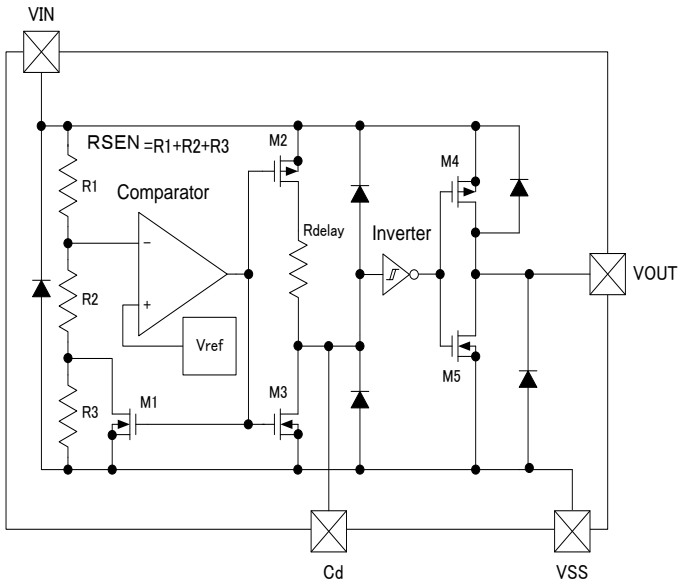 VIN
RSEN =R1+R2+R3
M2
M4
R1
Comparator
Rdelay
Inverter
−
VOUT
R2
+
Vref
M5
R3
M1
M3
Cd
VSS